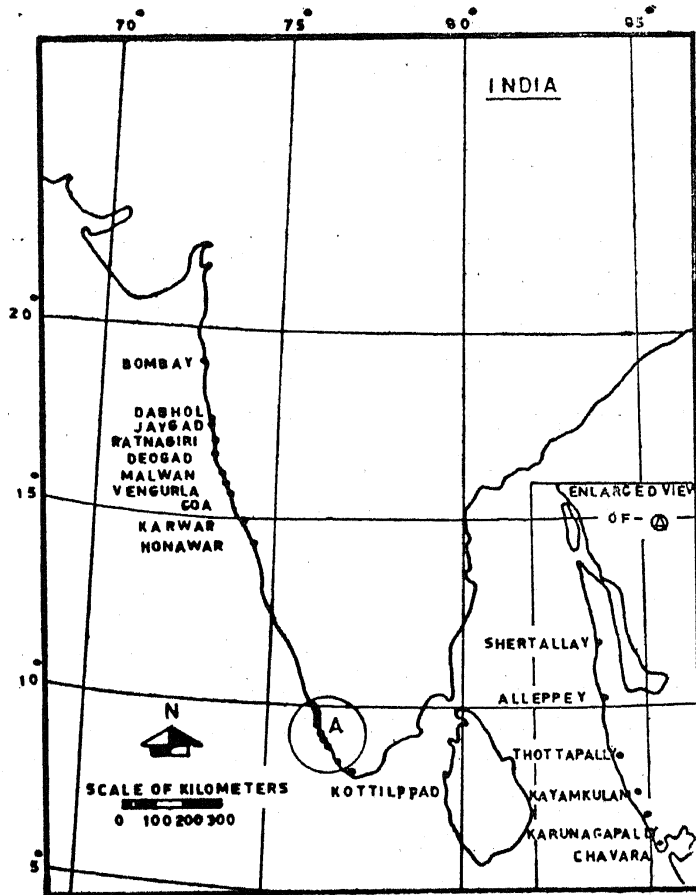 70° 75° 80° 85°
INDIA
20°
BOMBAY
DABHOL
JAYGAD
RATNAGIRI
DEOGAD
MALWAN
VENGURLA
GOA
KARWAR
HONAWAR
15°
ENLARGED VIEW
OF A
SHERTALLAY
10°
ALLEPPEY
A
N
THOTTAPALLY
SCALE OF KILOMETERS
0 100 200 300
KOTTILPPAD
KAYAMKULAM
KARUNAGAPALLY
CHAVARA
5°